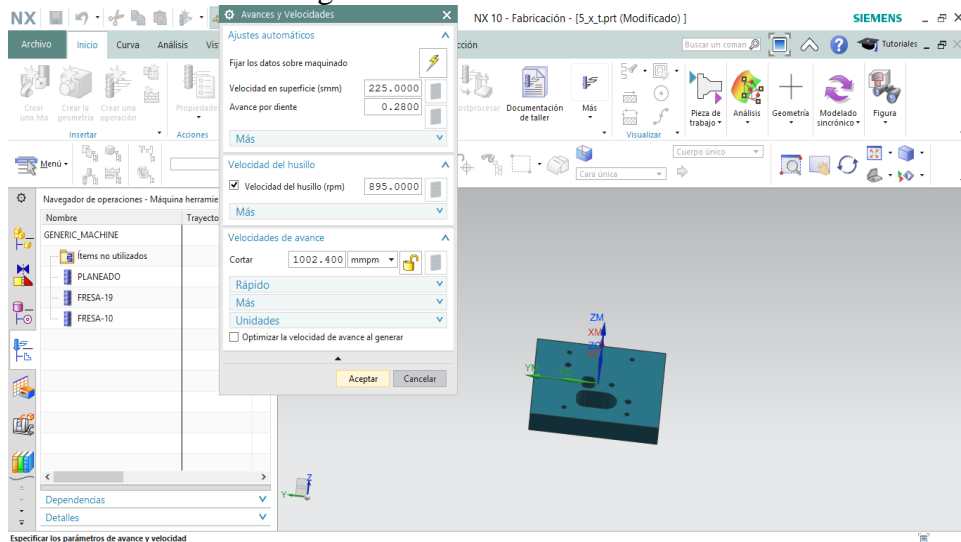 NX
Avances y Velocidades
NX 10 - Fabricación - [5_x_t.prt (Modificado) ]
SIEMENS
Archivo Inicio Curva Análisis Vis
cción
Buscar un coman
Tutoriales
Ajustes automáticos
Fijar los datos sobre maquinado
Velocidad en superficie (smm) 225.0000
Avance por diente 0.2800
Más
Crear una hta
Crear la geometría
Crear una operación
Propiedade
Insertar
Acciones
ostprocesar
Documentación de taller
Más
Visualizar
Pieza de trabajo
Análisis
Geometría
Modelado sincrónico
Figura
Menú
Cuerpo único
Cara única
Velocidad del husillo
Velocidad del husillo (rpm) 895.0000
Más
Velocidades de avance
Cortar 1002.400 mmpm
Rápido
Más
Unidades
Optimizar la velocidad de avance al generar
Aceptar Cancelar
Navegador de operaciones - Máquina herramie
Nombre Trayecto
GENERIC_MACHINE
Ítems no utilizados
PLANEADO
FRESA-19
FRESA-10
Dependencias
Detalles
ZM
XM
YM
YC
Z
Y
Especificar los parámetros de avance y velocidad